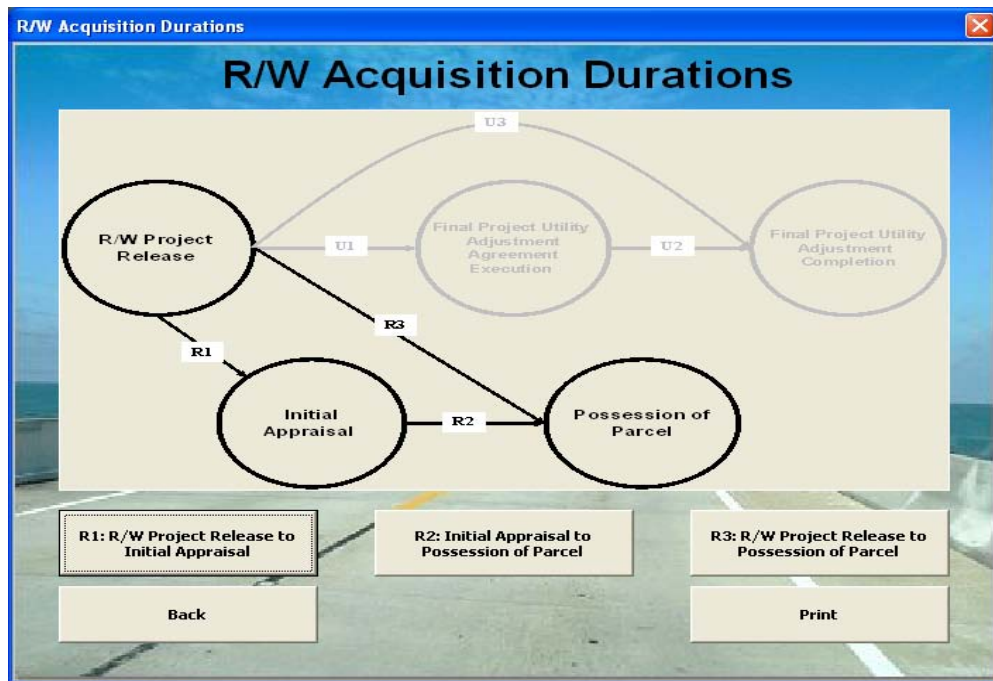 R/W Acquisition Durations
R/W Acquisition Durations
U3
R/W Project
Release
U1
Final Project Utility
Adjustment
Agreement
Execution
U2
Final Project Utility
Adjustment
Completion
R3
R1
Initial
Appraisal
R2
Possession of
Parcel
R1: R/W Project Release to
Initial Appraisal
R2: Initial Appraisal to
Possession of Parcel
R3: R/W Project Release to
Possession of Parcel
Back
Print